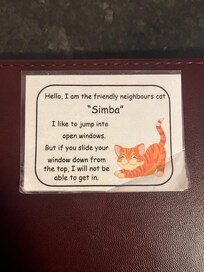 Hello, I am the friendly neighbours cat
"Simba"
I like to jump into
open windows.
But if you slide your
window down from
the top, I will not be
able to get in.